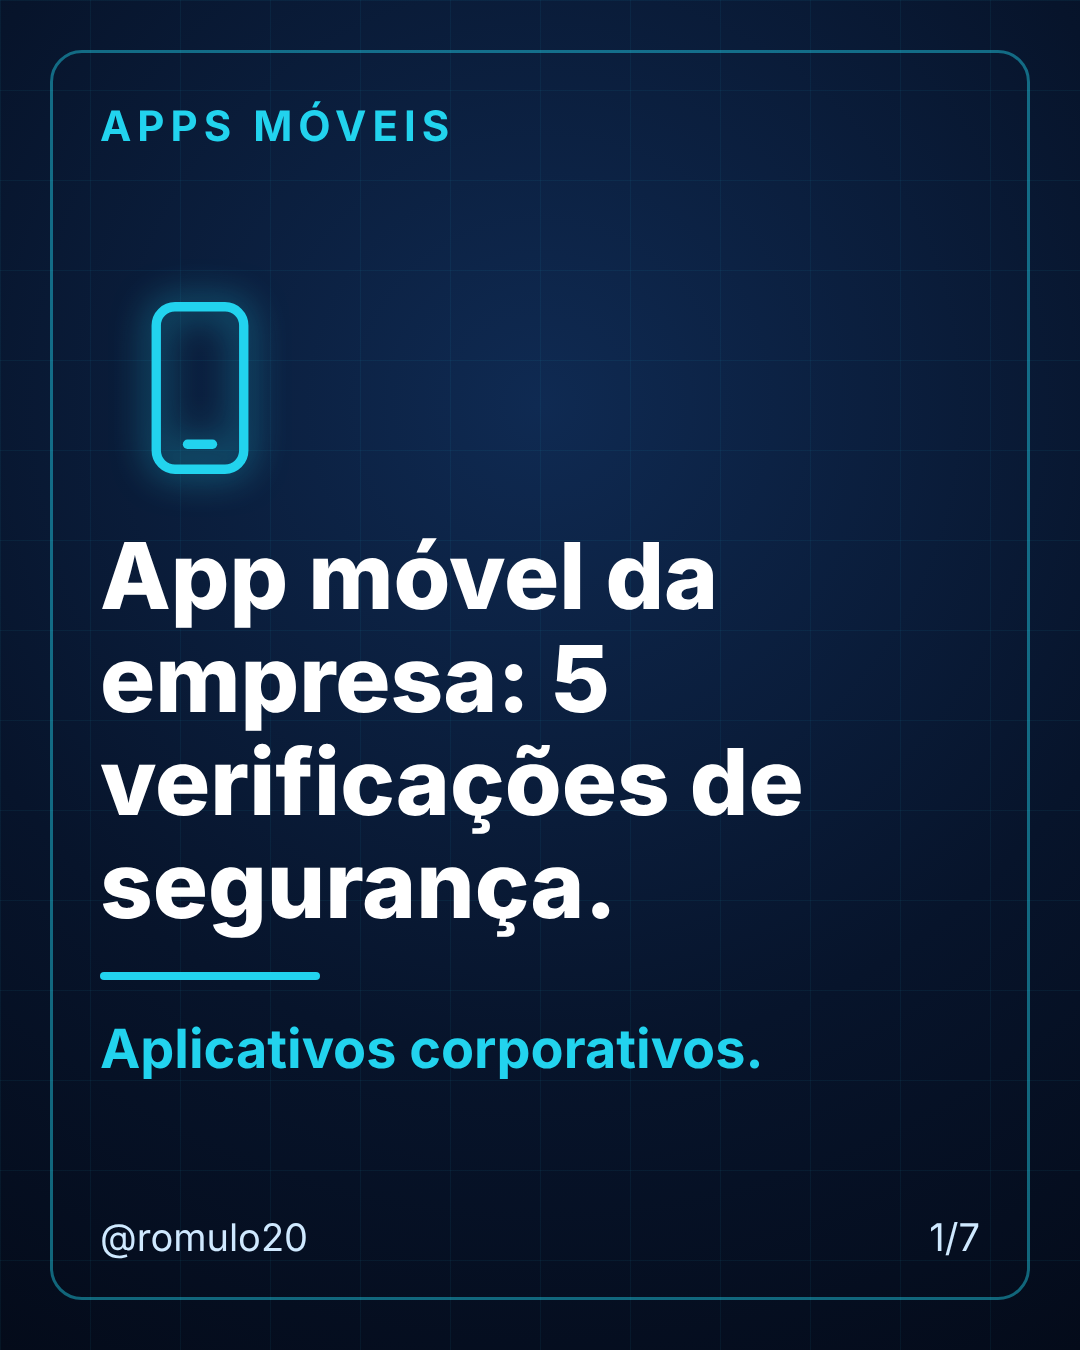 APPS MÓVEIS
App móvel da
empresa: 5
verificações de
segurança.
Aplicativos corporativos.
@romulo20
1/7